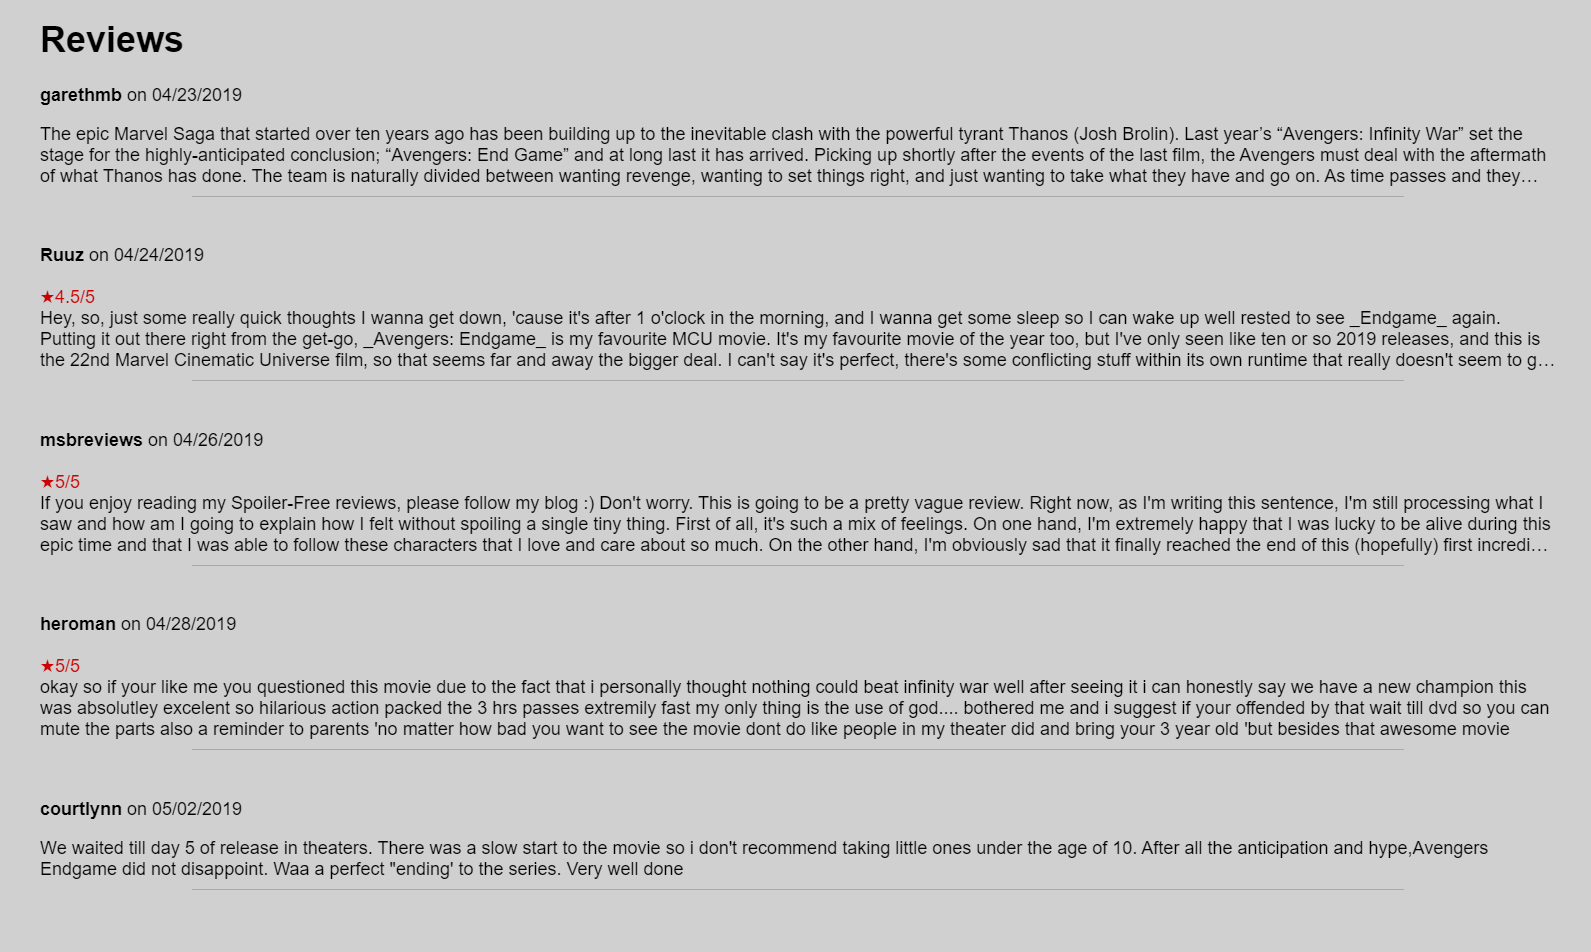 Reviews
garethmb on 04/23/2019
The epic Marvel Saga that started over ten years ago has been building up to the inevitable clash with the powerful tyrant Thanos (Josh Brolin). Last year’s “Avengers: Infinity War” set the
stage for the highly-anticipated conclusion; “Avengers: End Game” and at long last it has arrived. Picking up shortly after the events of the last film, the Avengers must deal with the aftermath
of what Thanos has done. The team is naturally divided between wanting revenge, wanting to set things right, and just wanting to take what they have and go on. As time passes and they…
Ruuz on 04/24/2019
★4.5/5
Hey, so, just some really quick thoughts I wanna get down, 'cause it's after 1 o'clock in the morning, and I wanna get some sleep so I can wake up well rested to see _Endgame_ again.
Putting it out there right from the get-go, _Avengers: Endgame_ is my favourite MCU movie. It's my favourite movie of the year too, but I've only seen like ten or so 2019 releases, and this is
the 22nd Marvel Cinematic Universe film, so that seems far and away the bigger deal. I can't say it's perfect, there's some conflicting stuff within its own runtime that really doesn't seem to g…
msbreviews on 04/26/2019
★5/5
If you enjoy reading my Spoiler-Free reviews, please follow my blog :) Don't worry. This is going to be a pretty vague review. Right now, as I'm writing this sentence, I'm still processing what I
saw and how am I going to explain how I felt without spoiling a single tiny thing. First of all, it's such a mix of feelings. On one hand, I'm extremely happy that I was lucky to be alive during this
epic time and that I was able to follow these characters that I love and care about so much. On the other hand, I'm obviously sad that it finally reached the end of this (hopefully) first incredi…
heroman on 04/28/2019
★5/5
okay so if your like me you questioned this movie due to the fact that i personally thought nothing could beat infinity war well after seeing it i can honestly say we have a new champion this
was absolutley excelent so hilarious action packed the 3 hrs passes extremily fast my only thing is the use of god.... bothered me and i suggest if your offended by that wait till dvd so you can
mute the parts also a reminder to parents 'no matter how bad you want to see the movie dont do like people in my theater did and bring your 3 year old 'but besides that awesome movie
courtlynn on 05/02/2019
We waited till day 5 of release in theaters. There was a slow start to the movie so i don't recommend taking little ones under the age of 10. After all the anticipation and hype,Avengers
Endgame did not disappoint. Waa a perfect "ending' to the series. Very well done